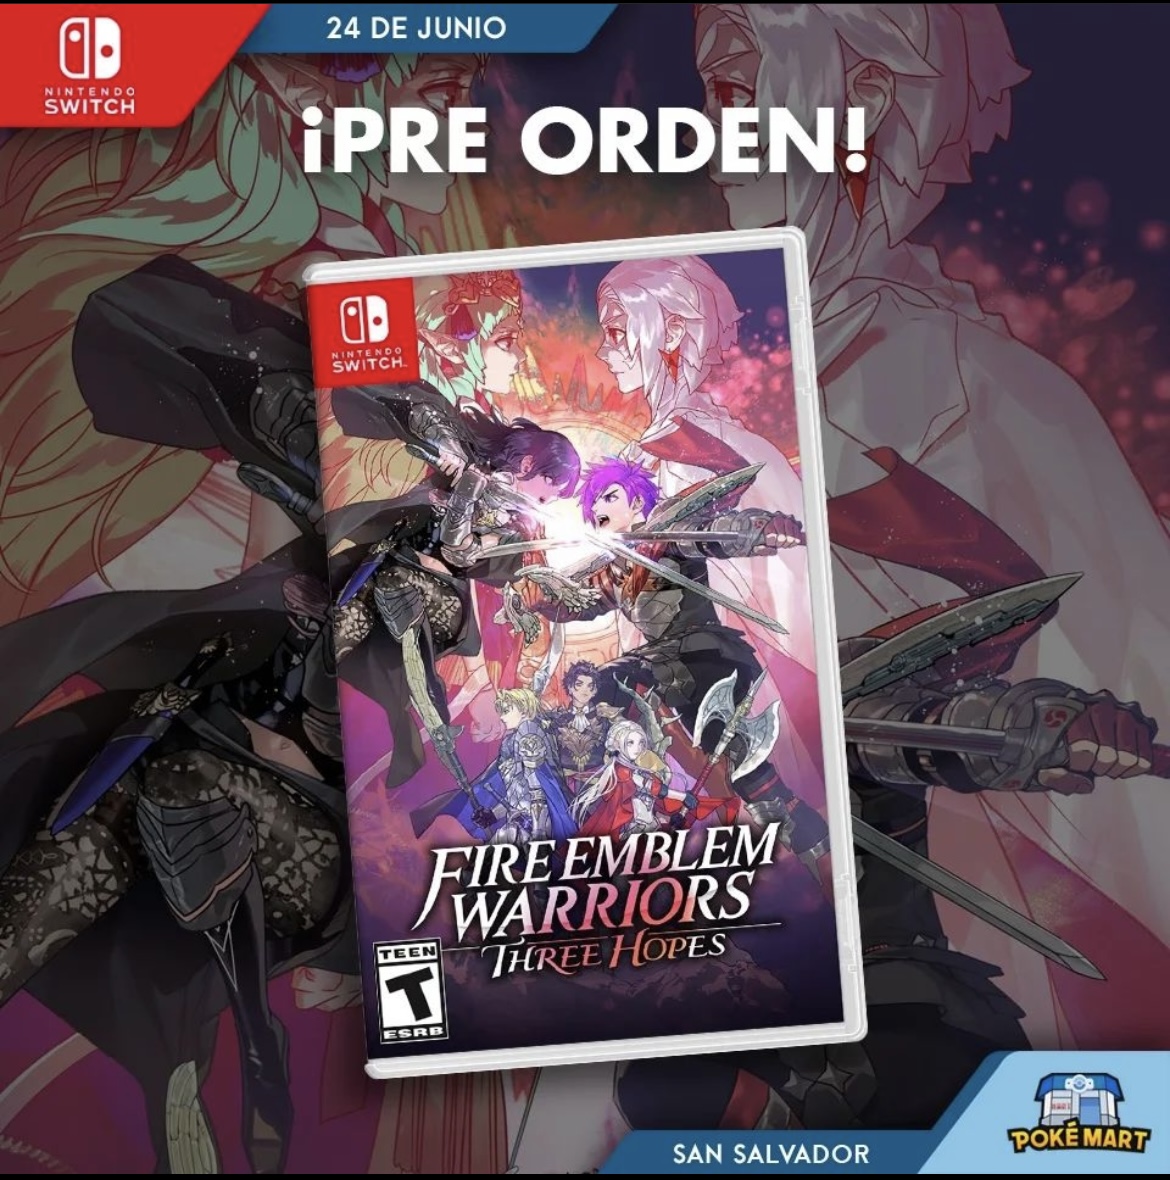 NINTENDO
SWITCH
24 DE JUNIO
¡PRE ORDEN!
NINTENDO
SWITCH
FIRE EMBLEM
WARRIORS
THREE HOPES
TEEN
T
ESRB
SAN SALVADOR
MART
POKÉ MART